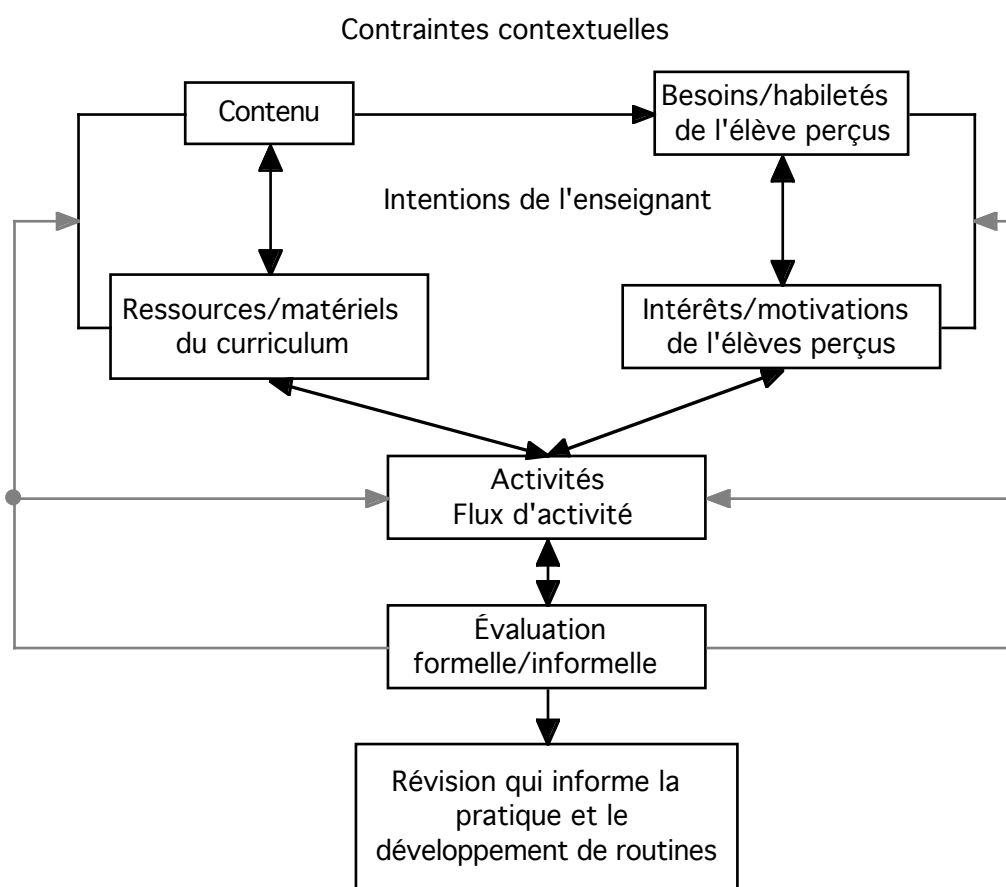 Contraintes contextuelles
Contenu
Besoins/habiletés
de l'élève perçus
Intentions de l'enseignant
Ressources/matériels
du curriculum
Intérêts/motivations
de l'élèves perçus
Activités
Flux d'activité
Évaluation
formelle/informelle
Révision qui informe la
pratique et le
développement de routines